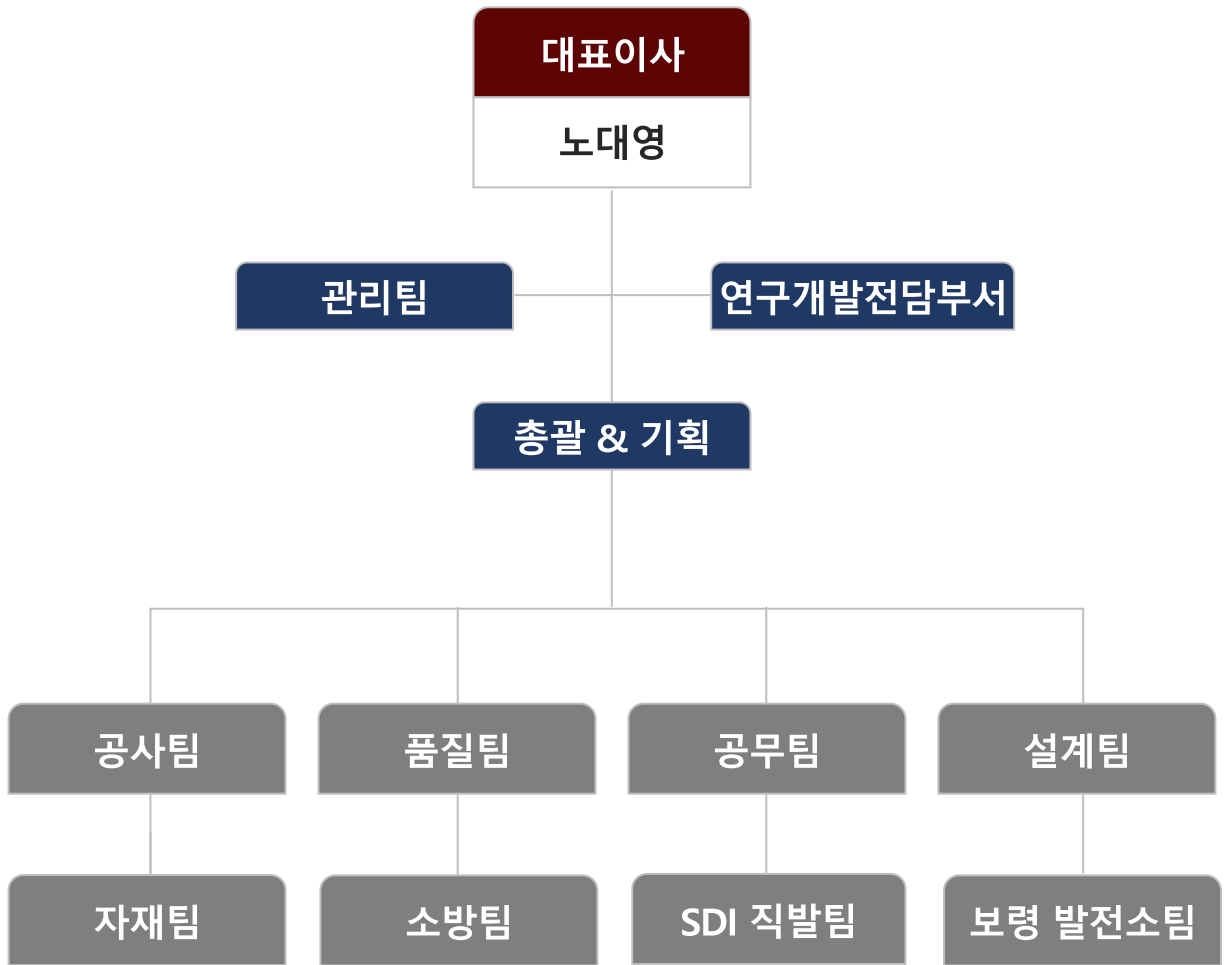 대표이사
노대영
관리팀
연구개발전담부서
총괄 & 기획
공사팀
품질팀
공무팀
설계팀
자재팀
소방팀
SDI 직발팀
보령 발전소팀